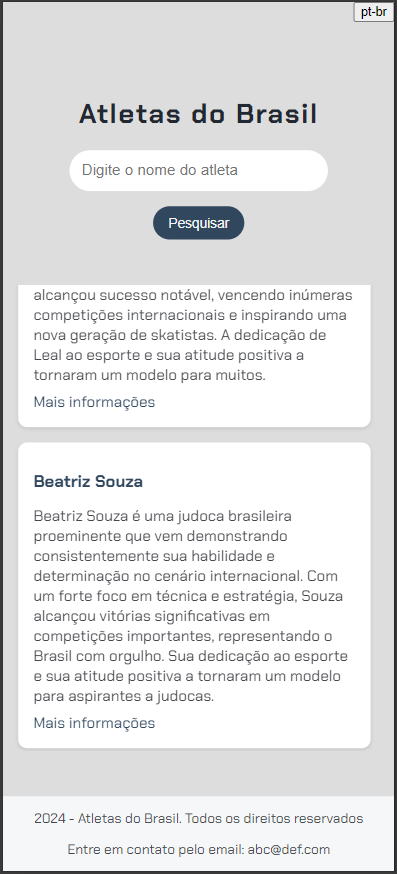 pt-br
Atletas do Brasil
Digite o nome do atleta
Pesquisar
alcançou sucesso notável, vencendo inúmeras
competições internacionais e inspirando uma
nova geração de skatistas. A dedicação de
Leal ao esporte e sua atitude positiva a
tornaram um modelo para muitos.
Mais informações
Beatriz Souza
Beatriz Souza é uma judoca brasileira
proeminente que vem demonstrando
consistentemente sua habilidade e
determinação no cenário internacional. Com
um forte foco em técnica e estratégia, Souza
alcançou vitórias significativas em
competições importantes, representando o
Brasil com orgulho. Sua dedicação ao esporte
e sua atitude positiva a tornaram um modelo
para aspirantes a judocas.
Mais informações
2024 - Atletas do Brasil. Todos os direitos reservados
Entre em contato pelo email: abc@def.com